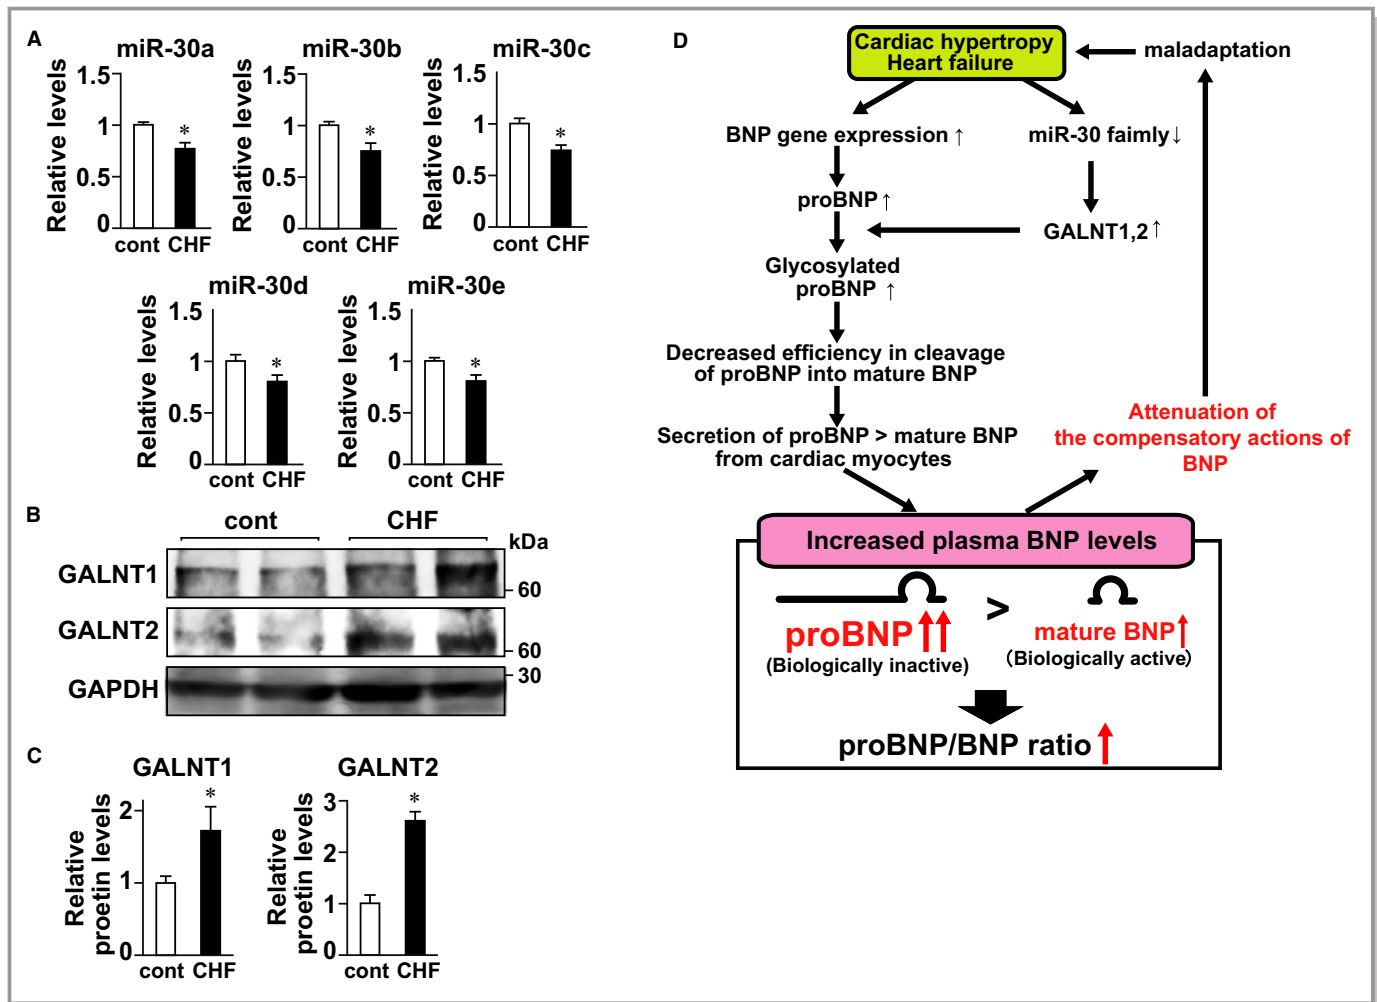 A
miR-30a
Relative levels
1.5
1
0.5
0
*
cont CHF
miR-30b
Relative levels
1.5
1
0.5
0
*
cont CHF
miR-30c
Relative levels
1.5
1
0.5
0
*
cont CHF
miR-30d
Relative levels
1.5
1
0.5
0
*
cont CHF
miR-30e
Relative levels
1.5
1
0.5
0
*
cont CHF
B
cont CHF
kDa
GALNT1
60
GALNT2
60
30
GAPDH
C
GALNT1
Relative
proetin levels
2
1
0
*
cont CHF
GALNT2
Relative
proetin levels
3
2
1
0
*
cont CHF
D
Cardiac hypertropy
Heart failure
maladaptation
BNP gene expression ↑
miR-30 faimly ↓
proBNP ↑
GALNT1,2 ↑
Glycosylated
proBNP ↑
Decreased efficiency in cleavage
of proBNP into mature BNP
Secretion of proBNP > mature BNP
from cardiac myocytes
Attenuation of
the compensatory actions of
BNP
Increased plasma BNP levels
proBNP ↑↑
(Biologically inactive)
>
mature BNP ↑
(Biologically active)
proBNP/BNP ratio ↑